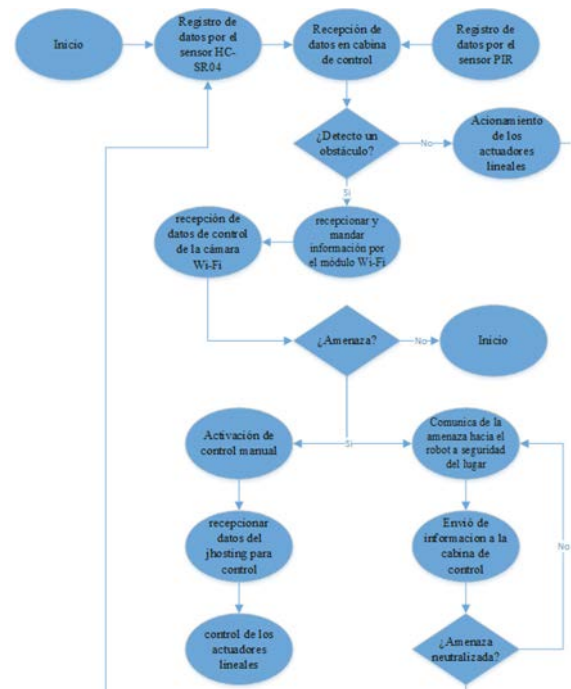 Inicio
Registro de
datos por el
sensor HC-
SR04
Recepción de
datos en cabina
de control
Registro de
datos por el
sensor PIR
¿Detecto un
obstáculo?
No
Acionamiento
de los
actuadores
lineales
Si
recepción de
datos de control
de la cámara
Wi-Fi
recepcionar y
mandar
información por
el módulo Wi-Fi
¿Amenaza?
No
Inicio
Activación de
control manual
Si
Comunica de la
amenaza hacia el
robot a seguridad
del lugar
recepcionar
datos del
jhosting para
control
Envió de
informacion a la
cabina de
control
No
control de los
actuadores
lineales
¿Amenaza
neutralizada?